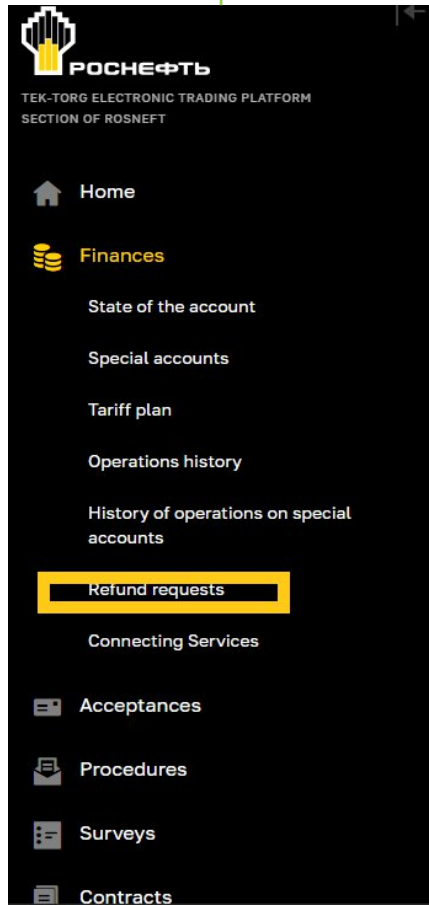 РОСНЕФТЬ
TEK-TORG ELECTRONIC TRADING PLATFORM
SECTION OF ROSNEFT
Home
Finances
State of the account
Special accounts
Tariff plan
Operations history
History of operations on special
accounts
Refund requests
Connecting Services
Acceptances
Procedures
Surveys
Contracts